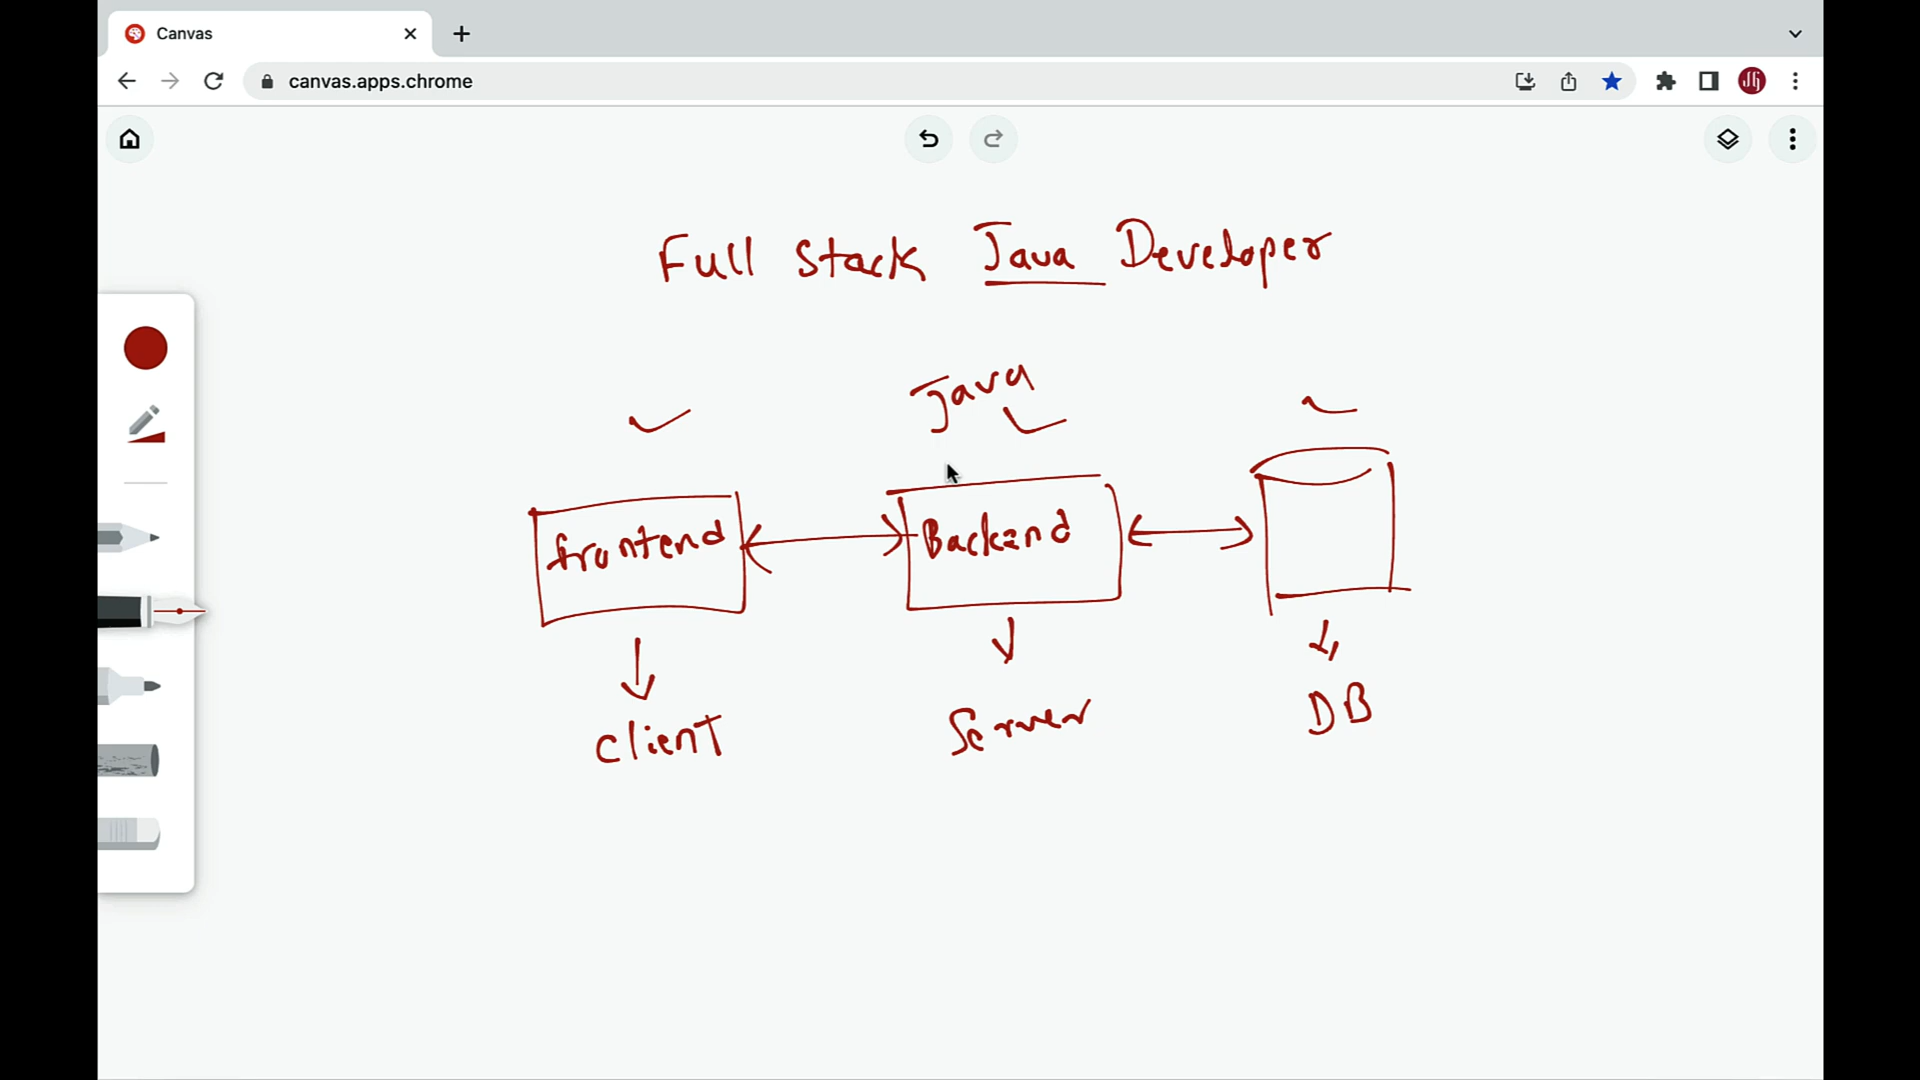 Canvas
canvas.apps.chrome
Full Stack Java Developer
Java
frontend
Backend
client
Server
DB